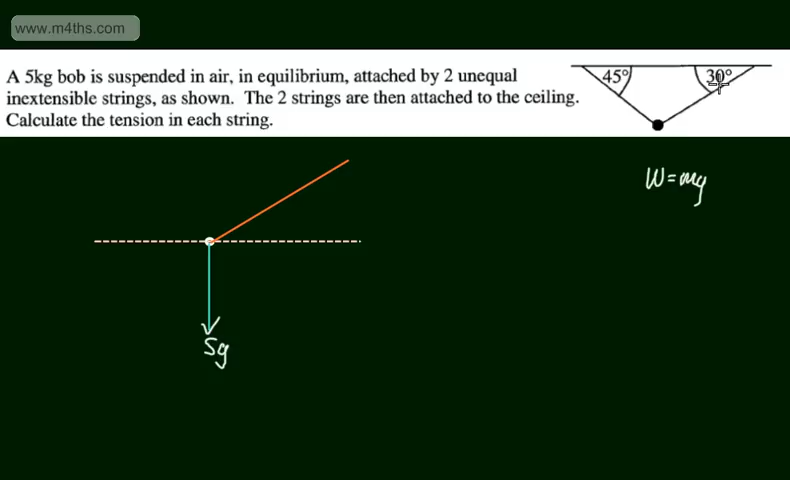 www.m4ths.com
A 5kg bob is suspended in air, in equilibrium, attached by 2 unequal
inextensible strings, as shown. The 2 strings are then attached to the ceiling.
Calculate the tension in each string.
45° 30°
W=mg
5g